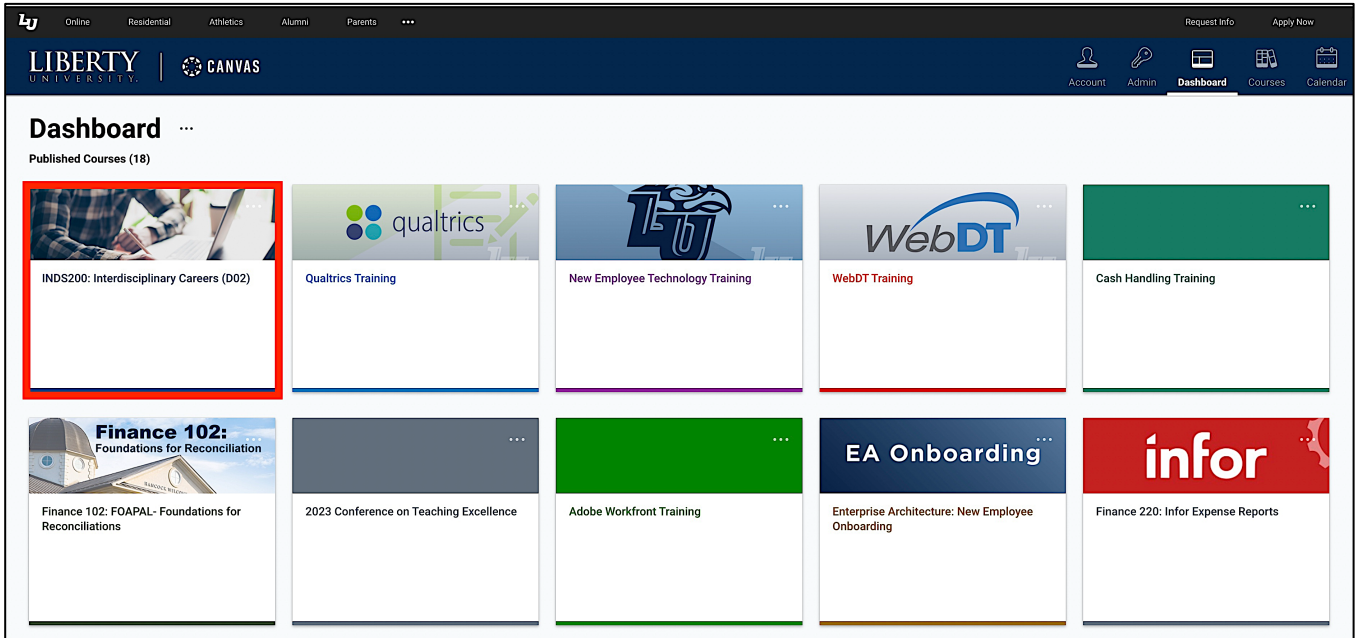 LU Online Residential Athletics Alumni Parents ••• Request Info Apply Now
LIBERTY
UNIVERSITY.
CANVAS
Account Admin Dashboard Courses Calendar
Dashboard ...
Published Courses (18)
INDS200: Interdisciplinary Careers (D02)
qualtrics
Qualtrics Training
LU
New Employee Technology Training
WebDT
WebDT Training
Cash Handling Training
Finance 102:
Foundations for Reconciliation
Finance 102: FOAPAL- Foundations for
Reconciliations
2023 Conference on Teaching Excellence
Adobe Workfront Training
EA Onboarding
Enterprise Architecture: New Employee
Onboarding
infor
Finance 220: Infor Expense Reports